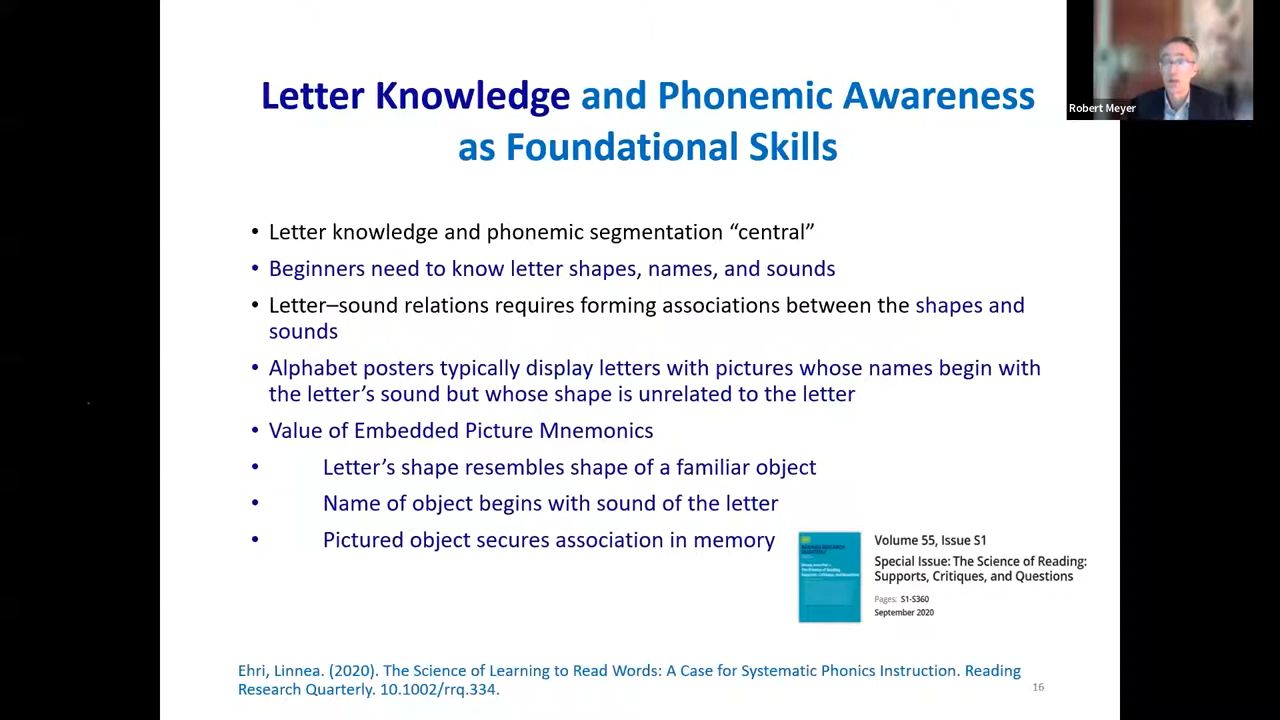 Robert Meyer
Letter Knowledge and Phonemic Awareness
as Foundational Skills
• Letter knowledge and phonemic segmentation “central”
• Beginners need to know letter shapes, names, and sounds
• Letter–sound relations requires forming associations between the shapes and
sounds
• Alphabet posters typically display letters with pictures whose names begin with
the letter’s sound but whose shape is unrelated to the letter
• Value of Embedded Picture Mnemonics
• Letter’s shape resembles shape of a familiar object
• Name of object begins with sound of the letter
• Pictured object secures association in memory
Volume 55, Issue S1
Special Issue: The Science of Reading:
Supports, Critiques, and Questions
Pages: S1-S360
September 2020
Ehri, Linnea. (2020). The Science of Learning to Read Words: A Case for Systematic Phonics Instruction. Reading
Research Quarterly. 10.1002/rrq.334.
16